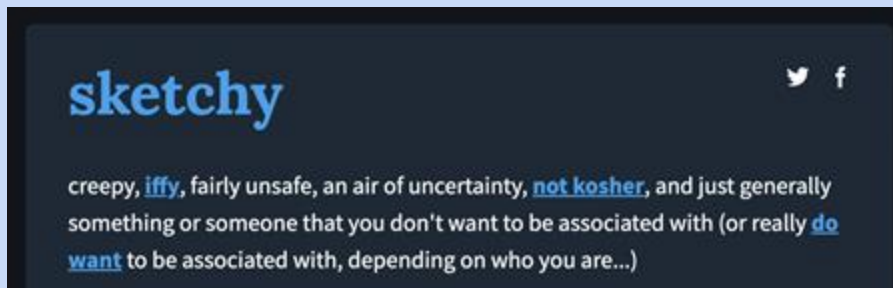 sketchy
creepy, iffy, fairly unsafe, an air of uncertainty, not kosher, and just generally
something or someone that you don't want to be associated with (or really do
want to be associated with, depending on who you are...)